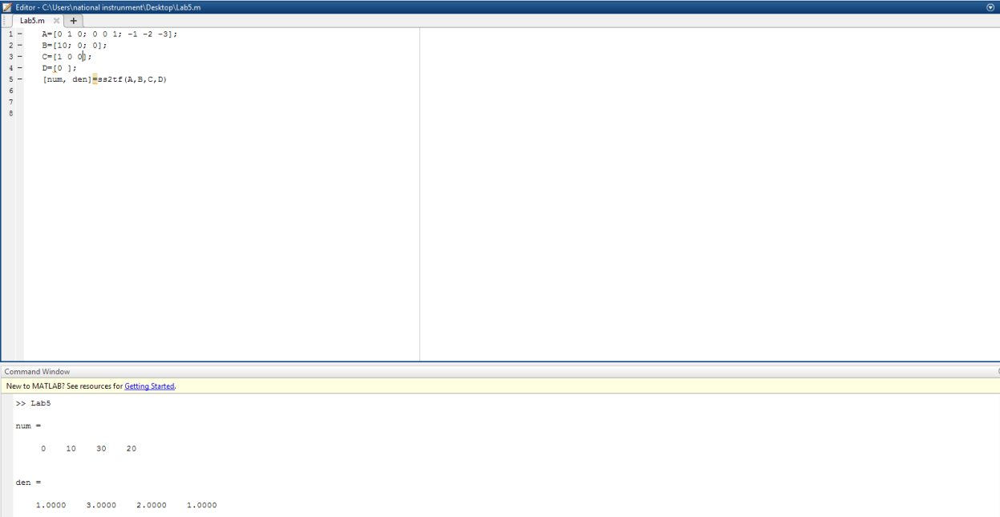 Editor - C:\Users\national instrunment\Desktop\Lab5.m
Lab5.m × +
1 - A=[0 1 0; 0 0 1; -1 -2 -3];
2 - B=[10; 0; 0];
3 - C=[1 0 0];
4 - D=[0 ];
5 - [num, den]=ss2tf(A,B,C,D)
6
7
8
Command Window
New to MATLAB? See resources for Getting Started.
>> Lab5
num =
0 10 30 20
den =
1.0000 3.0000 2.0000 1.0000